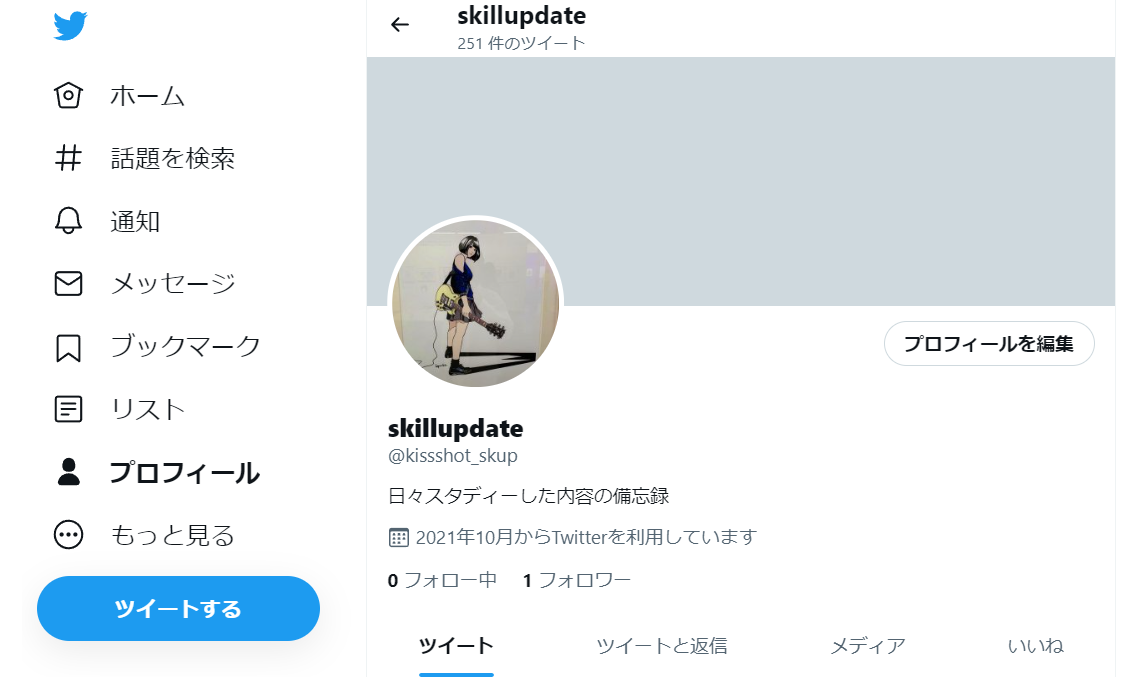 skillupdate
251 件のツイート
ホーム
話題を検索
通知
メッセージ
ブックマーク
リスト
プロフィール
もっと見る
ツイートする
プロフィールを編集
skillupdate
@kissshot_skup
日々スタディーした内容の備忘録
2021年10月からTwitterを利用しています
0 フォロー中 1 フォロワー
ツイート ツイートと返信 メディア いいね